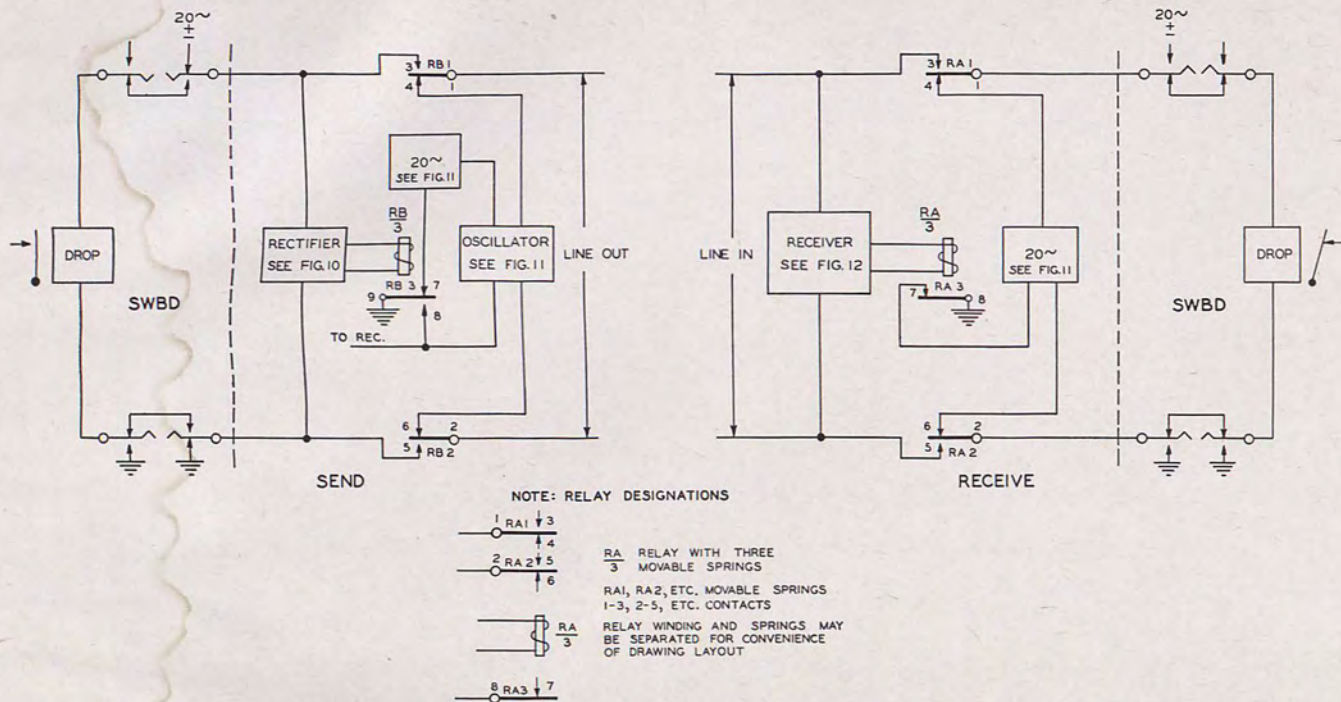 20~
±
DROP
SWBD
RECTIFIER
SEE FIG.10
RB
3
3
4
RB 1
1
20~
SEE FIG.11
OSCILLATOR
SEE FIG.11
9
RB 3
7
8
TO REC.
6
5
2
RB 2
LINE OUT
SEND
LINE IN
RECEIVER
SEE FIG. 12
RA
3
3
4
RA 1
1
20~
SEE FIG.11
7
RA 3
8
6
5
2
RA 2
RECEIVE
20~
±
DROP
SWBD
NOTE: RELAY DESIGNATIONS
1
RA1
3
4
2
RA 2
5
6
RA
3
8
RA3
7
RA RELAY WITH THREE
3 MOVABLE SPRINGS
RA1, RA2, ETC. MOVABLE SPRINGS
1-3, 2-5, ETC. CONTACTS
RELAY WINDING AND SPRINGS MAY
BE SEPARATED FOR CONVENIENCE
OF DRAWING LAYOUT